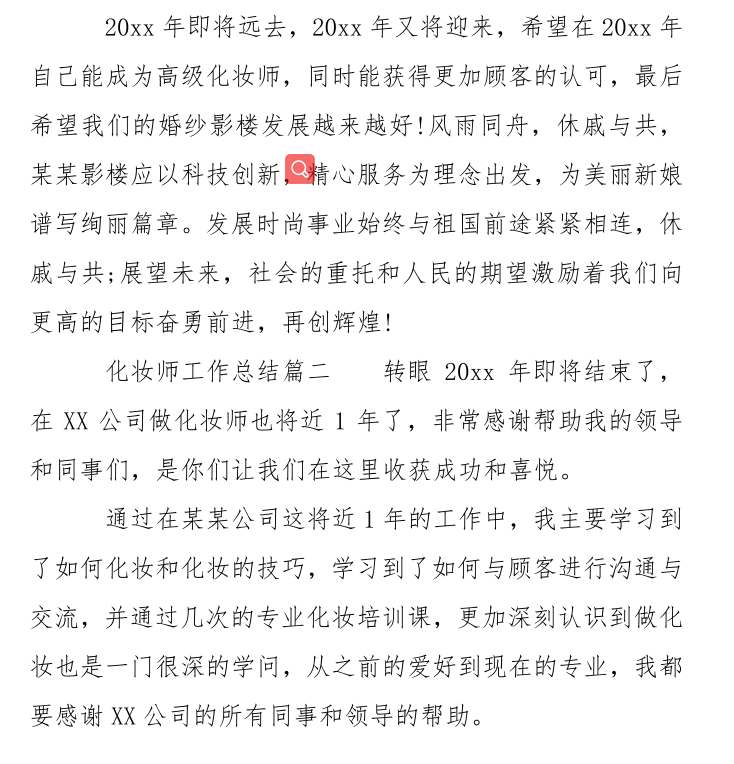 20xx 年即将远去，20xx 年又将迎来，希望在 20xx 年
自己能成为高级化妆师，同时能获得更加顾客的认可，最后
希望我们的婚纱影楼发展越来越好!风雨同舟，休戚与共，
某某影楼应以科技创新，精心服务为理念出发，为美丽新娘
谱写绚丽篇章。发展时尚事业始终与祖国前途紧紧相连，休
戚与共;展望未来，社会的重托和人民的期望激励着我们向
更高的目标奋勇前进，再创辉煌!
化妆师工作总结篇二　　转眼 20xx 年即将结束了，
在 XX 公司做化妆师也将近 1 年了，非常感谢帮助我的领导
和同事们，是你们让我们在这里收获成功和喜悦。
通过在某某公司这将近 1 年的工作中，我主要学习到
了如何化妆和化妆的技巧，学习到了如何与顾客进行沟通与
交流，并通过几次的专业化妆培训课，更加深刻认识到做化
妆也是一门很深的学问，从之前的爱好到现在的专业，我都
要感谢 XX 公司的所有同事和领导的帮助。